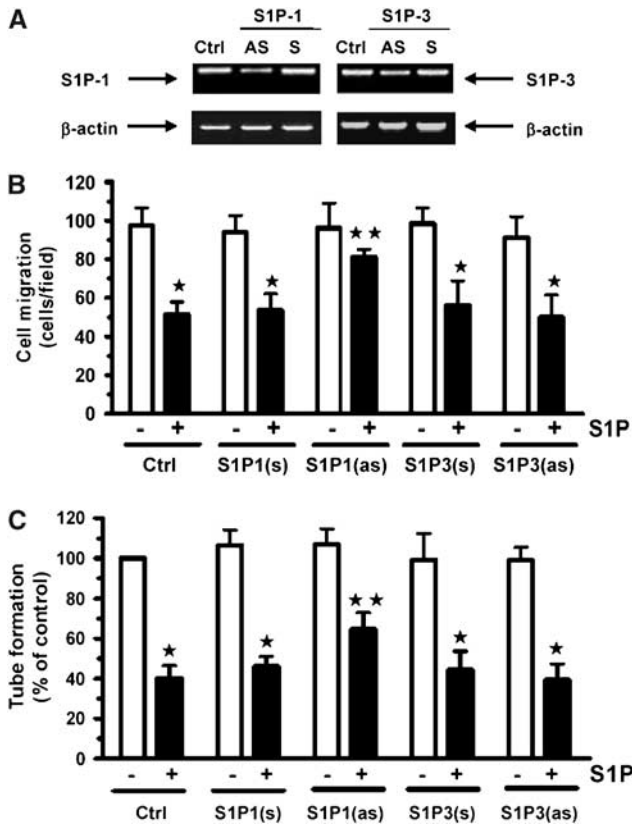 A
S1P-1 S1P-3
Ctrl AS S Ctrl AS S
S1P-1 S1P-3
β-actin β-actin
B
Cell migration
(cells/field)
120
100
80
60
40
20
0
★ ★ ★★ ★ ★
- + - + - + - + - + S1P
Ctrl S1P1(s) S1P1(as) S1P3(s) S1P3(as)
C
Tube formation
(% of control)
120
100
80
60
40
20
0
★ ★ ★★ ★ ★
- + - + - + - + - + S1P
Ctrl S1P1(s) S1P1(as) S1P3(s) S1P3(as)